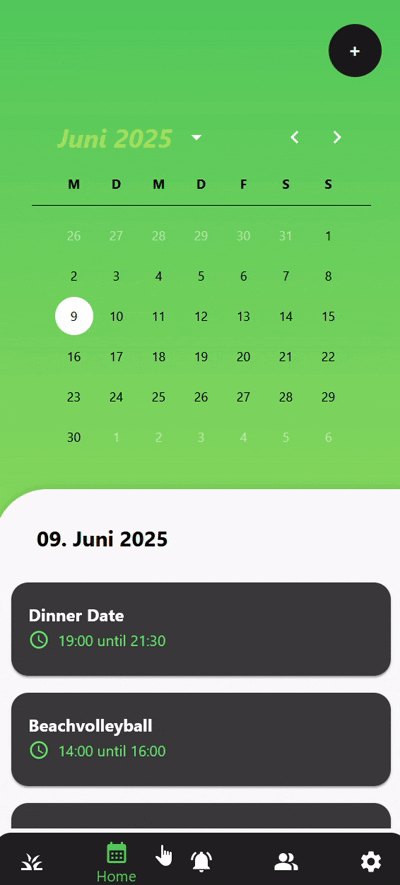 +
Juni 2025
M D M D F S S
26 27 28 29 30 31 1
2 3 4 5 6 7 8
9 10 11 12 13 14 15
16 17 18 19 20 21 22
23 24 25 26 27 28 29
30 1 2 3 4 5 6
09. Juni 2025
Dinner Date
19:00 until 21:30
Beachvolleyball
14:00 until 16:00
Home